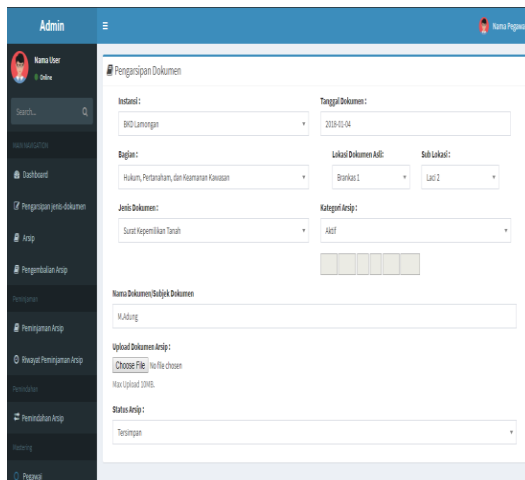 Admin
Nama Pegawai
Nama User
Online
Search...
MAIN NAVIGATION
Dashboard
Pengarsipan jenis-dokumen
Arsip
Pengembalian Arsip
Peminjaman
Peminjaman Arsip
Riwayat Peminjaman Arsip
Pemindahan
Pemindahan Arsip
Pegawai
Pengarsipan Dokumen
Instansi :
Tanggal Dokumen :
BKD Lamongan
2019-01-04
Bagian :
Lokasi Dokumen Asli:
Sub Lokasi :
Hukum, Pertanahan, dan Keamanan Kawasan
Brankas 1
Laci 2
Jenis Dokumen :
Kategori Arsip :
Surat Kepemilikan Tanah
Aktif
Nama Dokumen/Subjek Dokumen
M.Adung
Upload Dokumen Arsip :
Choose File No file chosen
Max Upload 10MB.
Status Arsip :
Tersimpan